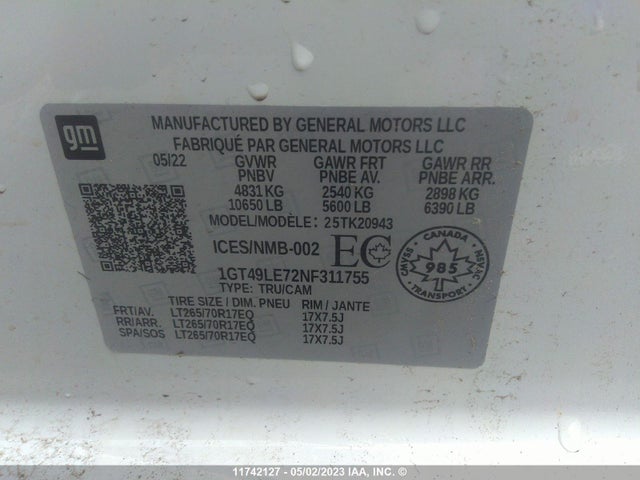 gm
MANUFACTURED BY GENERAL MOTORS LLC
FABRIQUÉ PAR GENERAL MOTORS LLC
05/22 GVWR GAWR FRT GAWR RR
PNBV PNBE AV. PNBE ARR.
4831 KG 2540 KG 2898 KG
10650 LB 5600 LB 6390 LB
MODEL/MODÈLE: 25TK20943
ICES/NMB-002 EC
CANADA
SSVMN 985 NSVAC
TRANSPORT
1GT49LE72NF311755
TYPE: TRU/CAM
TIRE SIZE / DIM. PNEU RIM / JANTE
FRT/AV. LT265/70R17EQ 17X7.5J
RR/ARR. LT265/70R17EQ 17X7.5J
SPA/SOS LT265/70R17EQ 17X7.5J
11742127 - 05/02/2023 IAA, Inc. ©